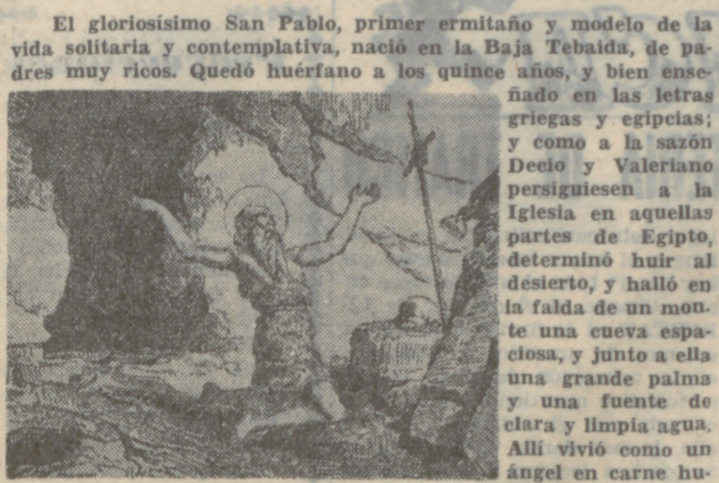 El gloriosísimo San Pablo, primer ermitaño y modelo de la
vida solitaria y contemplativa, nació en la Baja Tebaida, de pa-
dres muy ricos. Quedó huérfano a los quince años, y bien ense-
ñado en las letras
griegas y egipcias;
y como a la sazón
Decio y Valeriano
persiguiesen a la
Iglesia en aquellas
partes de Egipto,
determinó huir al
desierto, y halló en
la falda de un mon-
te una cueva espa-
ciosa, y junto a ella
una grande palma
y una fuente de
clara y limpia agua.
Allí vivió como un
ángel en carne hu-